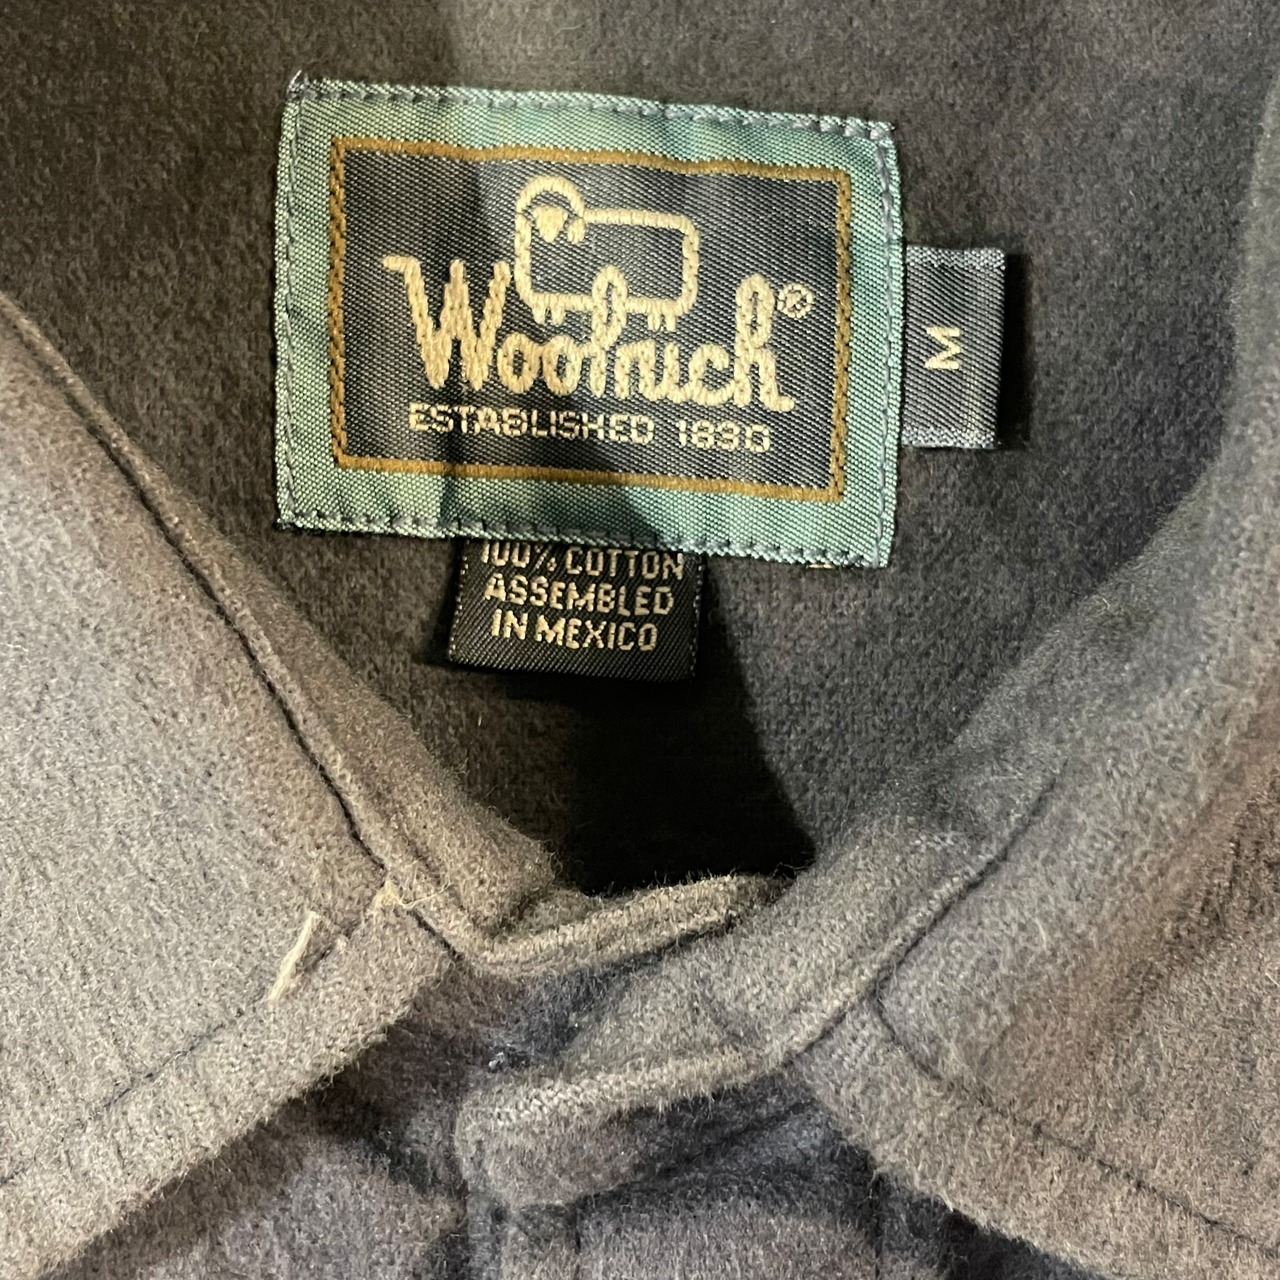 Woolrich®
ESTABLISHED 1830
M
100% COTTON
ASSEMBLED
IN MEXICO